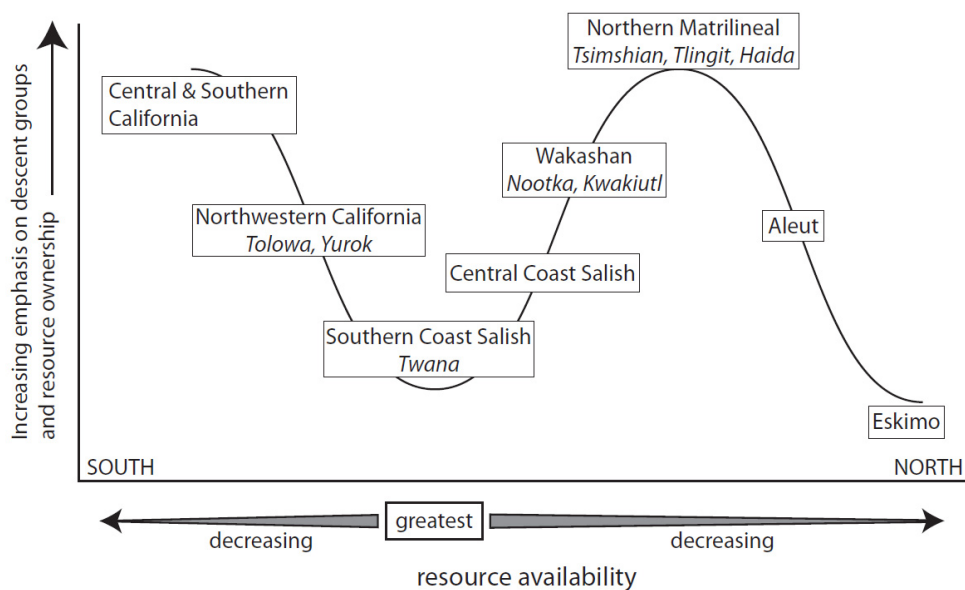 Increasing emphasis on descent groups
and resource ownership
Northern Matrilineal
Tsimshian, Tlingit, Haida
Central & Southern
California
Wakashan
Nootka, Kwakiutl
Northwestern California
Tolowa, Yurok
Aleut
Central Coast Salish
Southern Coast Salish
Twana
Eskimo
SOUTH
NORTH
greatest
decreasing
decreasing
resource availability